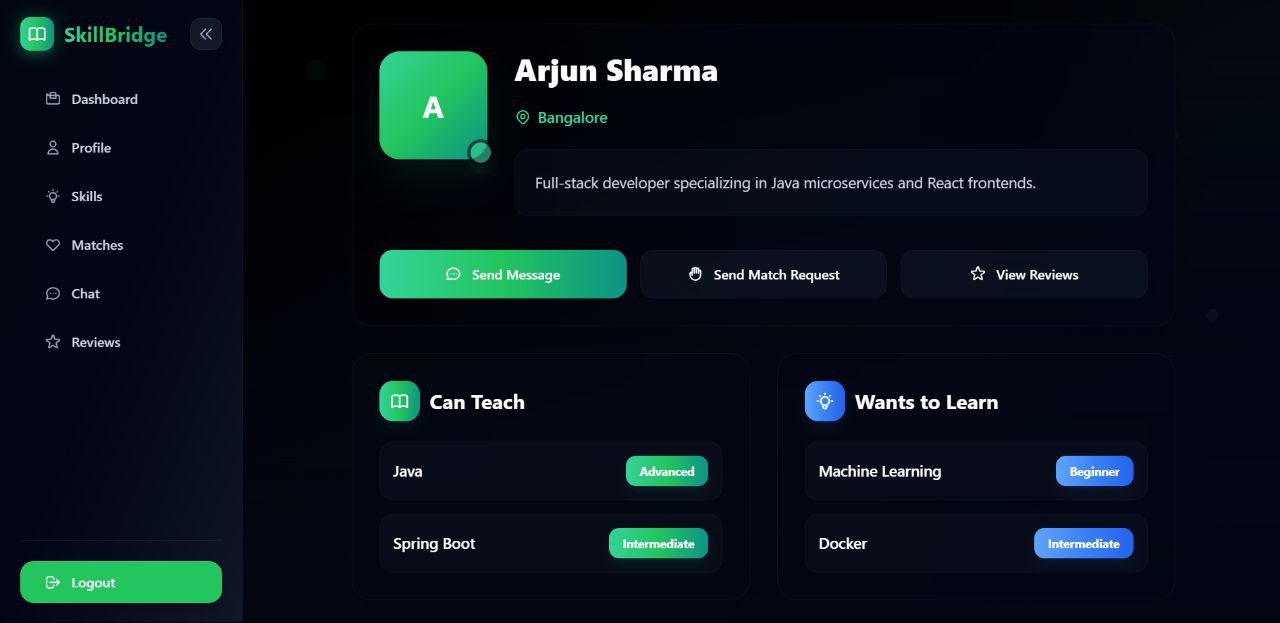 SkillBridge
Dashboard
Profile
Skills
Matches
Chat
Reviews
Logout
A
Arjun Sharma
Bangalore
Full-stack developer specializing in Java microservices and React frontends.
Send Message
Send Match Request
View Reviews
Can Teach
Java
Advanced
Spring Boot
Intermediate
Wants to Learn
Machine Learning
Beginner
Docker
Intermediate